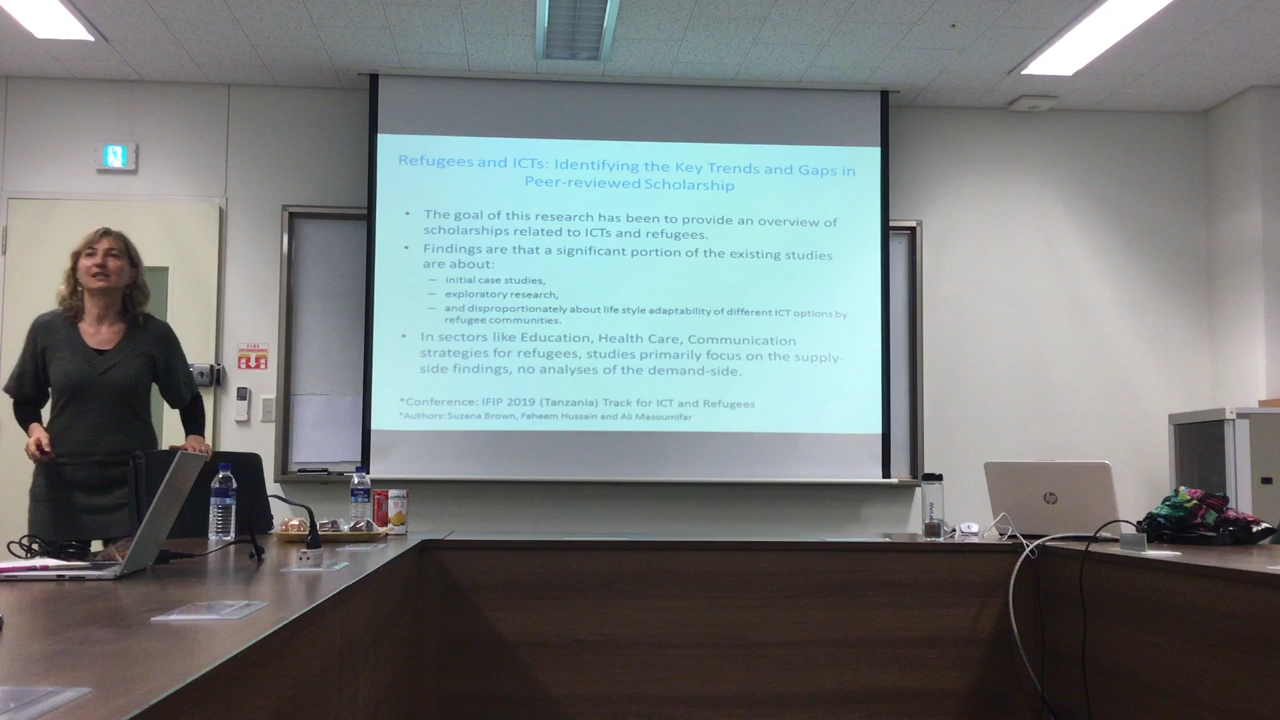 Refugees and ICTs: Identifying the Key Trends and Gaps in
Peer-reviewed Scholarship
• The goal of this research has been to provide an overview of
scholarships related to ICTs and refugees.
• Findings are that a significant portion of the existing studies
are about:
– initial case studies,
– exploratory research,
– and disproportionately about life style adaptability of different ICT options by
refugee communities.
• In sectors like Education, Health Care, Communication
strategies for refugees, studies primarily focus on the supply-
side findings, no analyses of the demand-side.
*Conference: IFIP 2019 (Tanzania) Track for ICT and Refugees
*Authors: Suzana Brown, Faheem Hussain and Ali Masoumifar
FIRE
hp